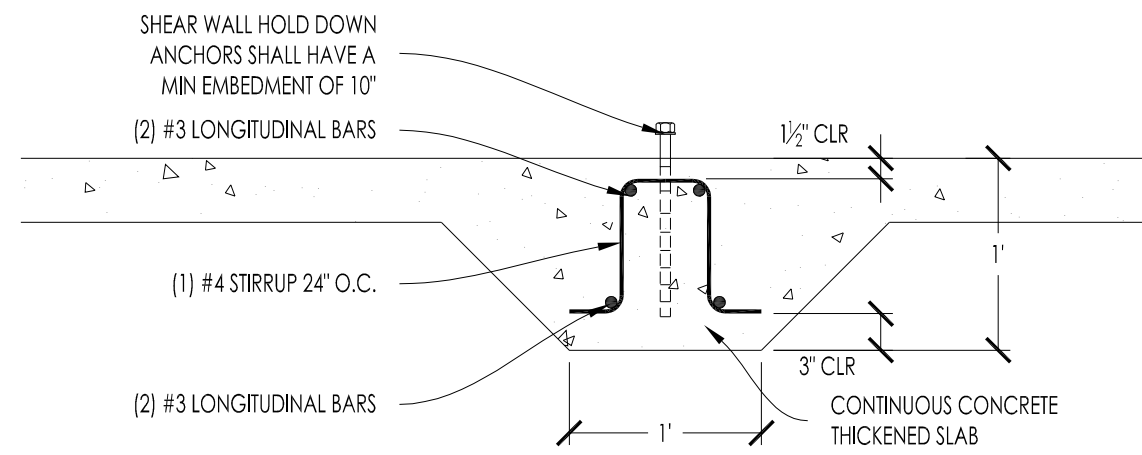 SHEAR WALL HOLD DOWN
ANCHORS SHALL HAVE A
MIN EMBEDMENT OF 10"
(2) #3 LONGITUDINAL BARS
1½" CLR
1'
(1) #4 STIRRUP 24" O.C.
3" CLR
(2) #3 LONGITUDINAL BARS
1'
CONTINUOUS CONCRETE
THICKENED SLAB